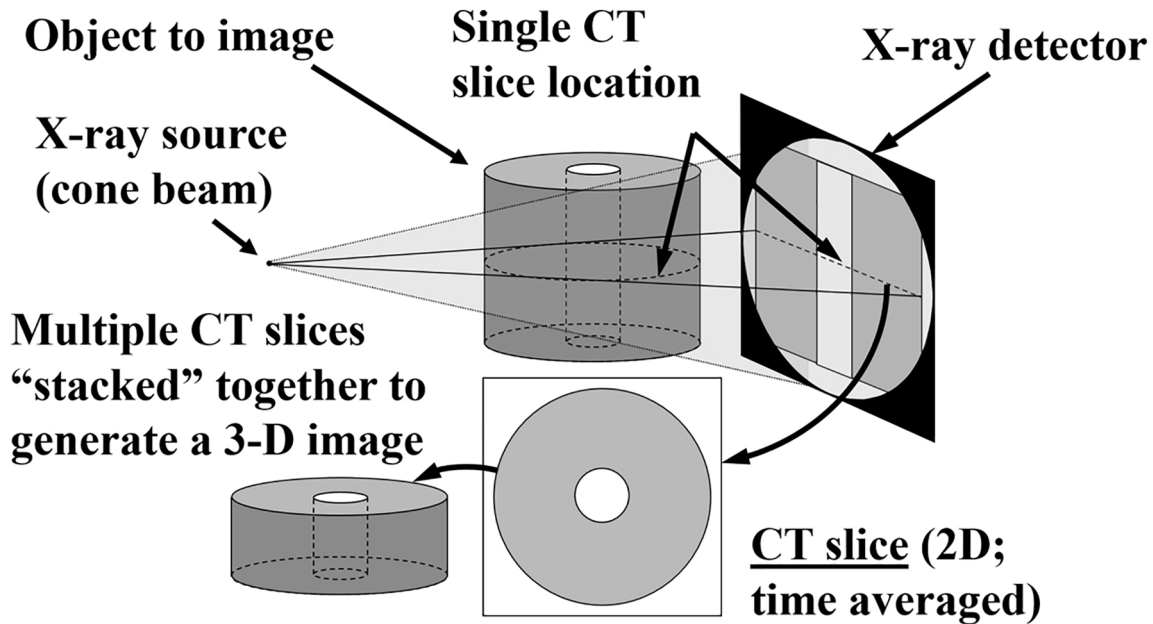 Object to image
Single CT
slice location
X-ray detector
X-ray source
(cone beam)
Multiple CT slices
“stacked” together to
generate a 3-D image
CT slice (2D;
time averaged)